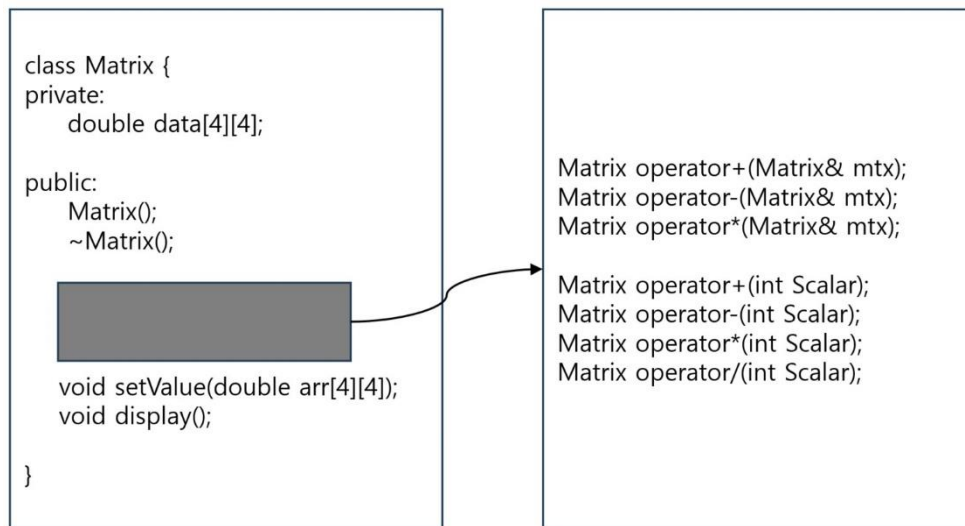 class Matrix {
private:
double data[4][4];
public:
Matrix();
~Matrix();
void setValue(double arr[4][4]);
void display();
}
Matrix operator+(Matrix& mtx);
Matrix operator-(Matrix& mtx);
Matrix operator*(Matrix& mtx);
Matrix operator+(int Scalar);
Matrix operator-(int Scalar);
Matrix operator*(int Scalar);
Matrix operator/(int Scalar);